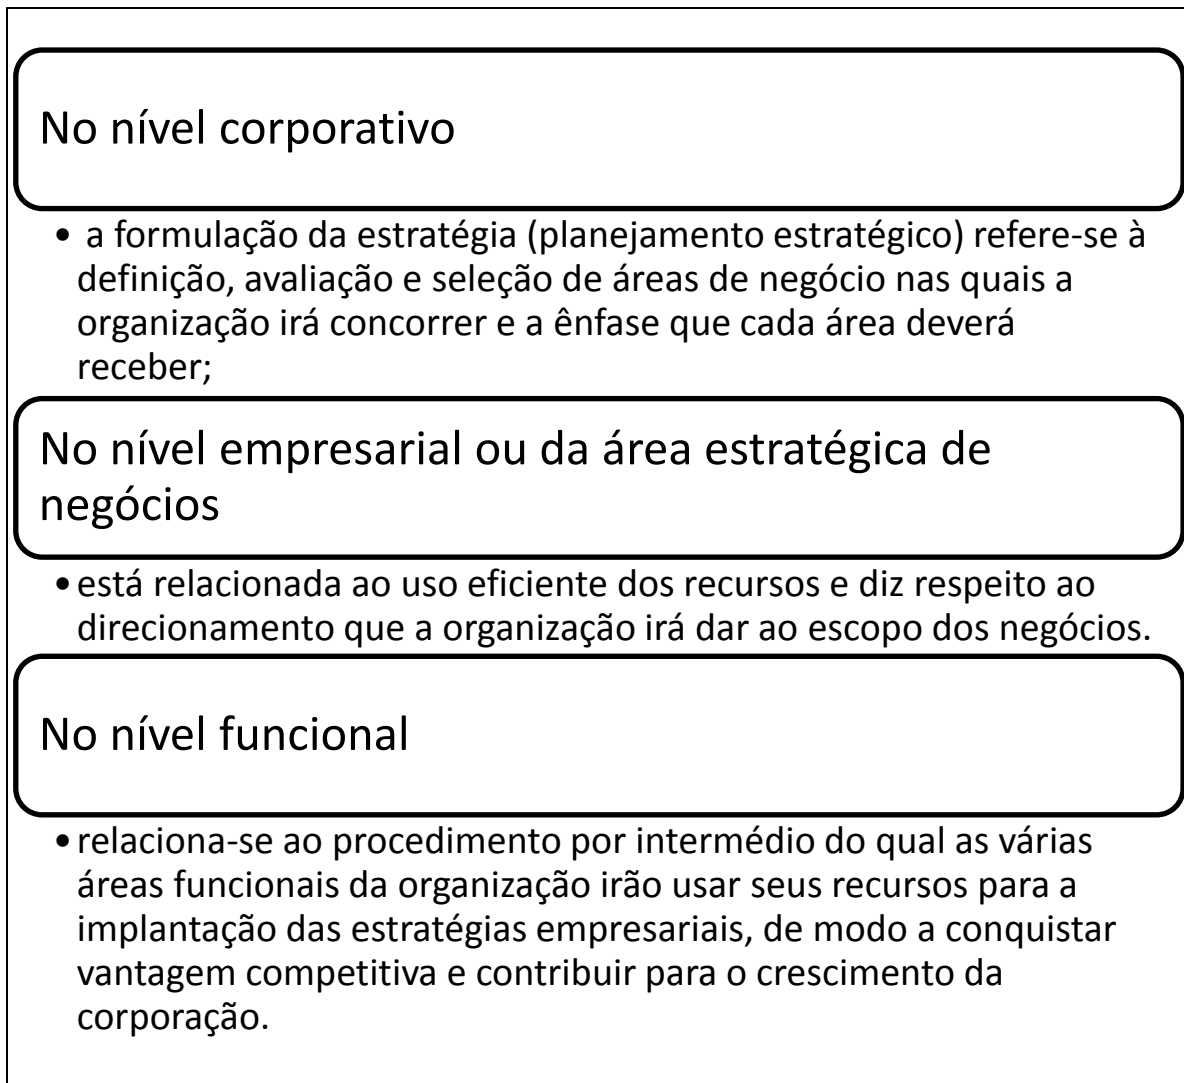 No nível corporativo
• a formulação da estratégia (planejamento estratégico) refere-se à
definição, avaliação e seleção de áreas de negócio nas quais a
organização irá concorrer e a ênfase que cada área deverá
receber;
No nível empresarial ou da área estratégica de
negócios
•está relacionada ao uso eficiente dos recursos e diz respeito ao
direcionamento que a organização irá dar ao escopo dos negócios.
No nível funcional
•relaciona-se ao procedimento por intermédio do qual as várias
áreas funcionais da organização irão usar seus recursos para a
implantação das estratégias empresariais, de modo a conquistar
vantagem competitiva e contribuir para o crescimento da
corporação.